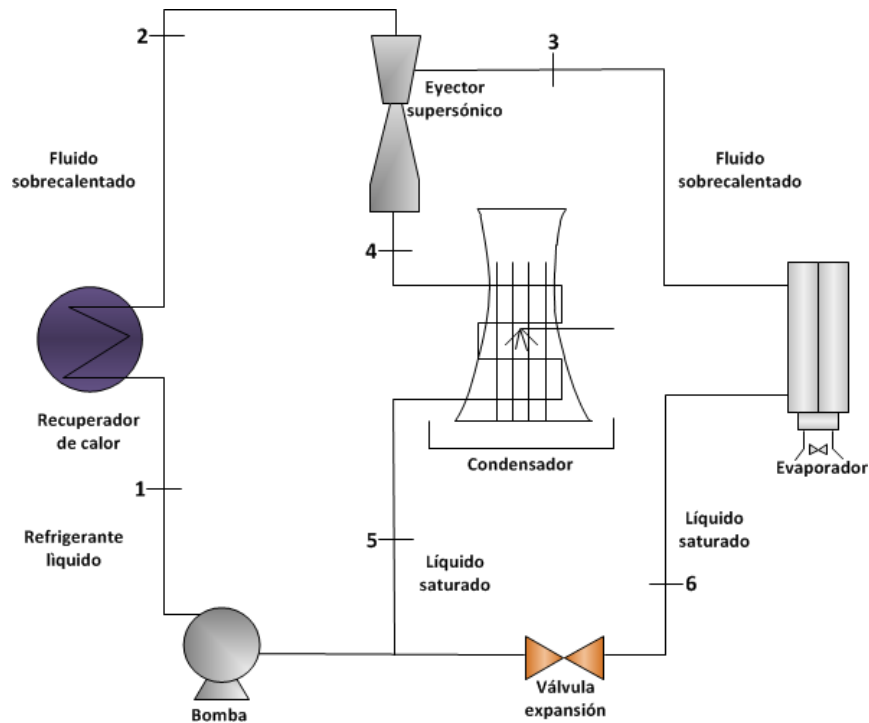 2
3
Eyector
supersónico
Fluido
sobrecalentado
Fluido
sobrecalentado
4
Recuperador
de calor
Condensador
Evaporador
1
Refrigerante
lìquido
5
Líquido
saturado
Líquido
saturado
6
Bomba
Válvula
expansión